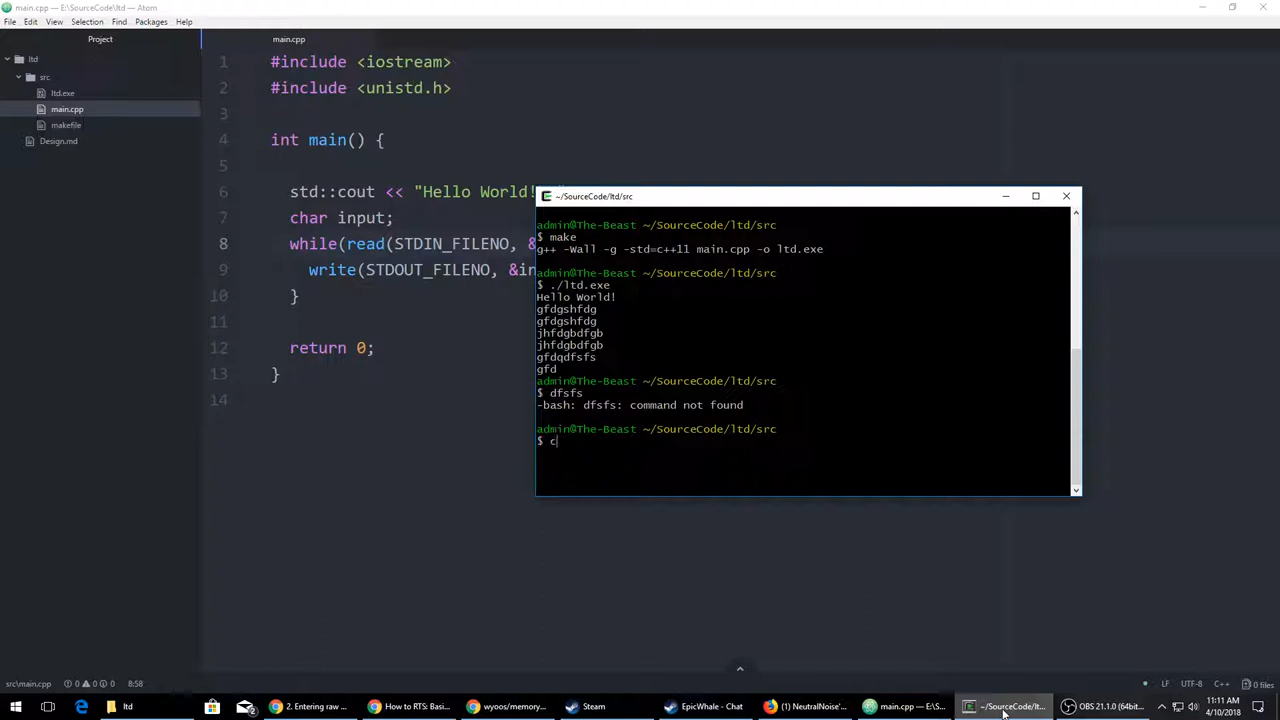 main.cpp — E:\SourceCode\ltd — Atom
File Edit View Selection Find Packages Help
Project
ltd
src
ltd.exe
main.cpp
makefile
Design.md
main.cpp
1 #include <iostream>
2 #include <unistd.h>
3
4 int main() {
5
6 std::cout << "Hello World!
7 char input;
8 while(read(STDIN_FILENO, &
9 write(STDOUT_FILENO, &in
10 }
11
12 return 0;
13 }
14
~/SourceCode/ltd/src
admin@The-Beast ~/SourceCode/ltd/src
$ make
g++ -Wall -g -std=c++11 main.cpp -o ltd.exe
admin@The-Beast ~/SourceCode/ltd/src
$ ./ltd.exe
Hello World!
gfdgshfdg
gfdgshfdg
jhfdgbdfgb
jhfdgbdfgb
gfdqdfsfs
gfd
admin@The-Beast ~/SourceCode/ltd/src
$ dfsfs
-bash: dfsfs: command not found
admin@The-Beast ~/SourceCode/ltd/src
$ c
src\main.cpp 0 0 0 8:58 LF UTF-8 C++ 0 files
ltd 2 2. Entering raw ... How to RTS: Basi... wyoos/memory... Steam EpicWhale - Chat (1) NeutralNoise'... main.cpp — E:\S... ~/SourceCode/lt... OBS 21.1.0 (64bit... 11:11 AM
4/10/2018